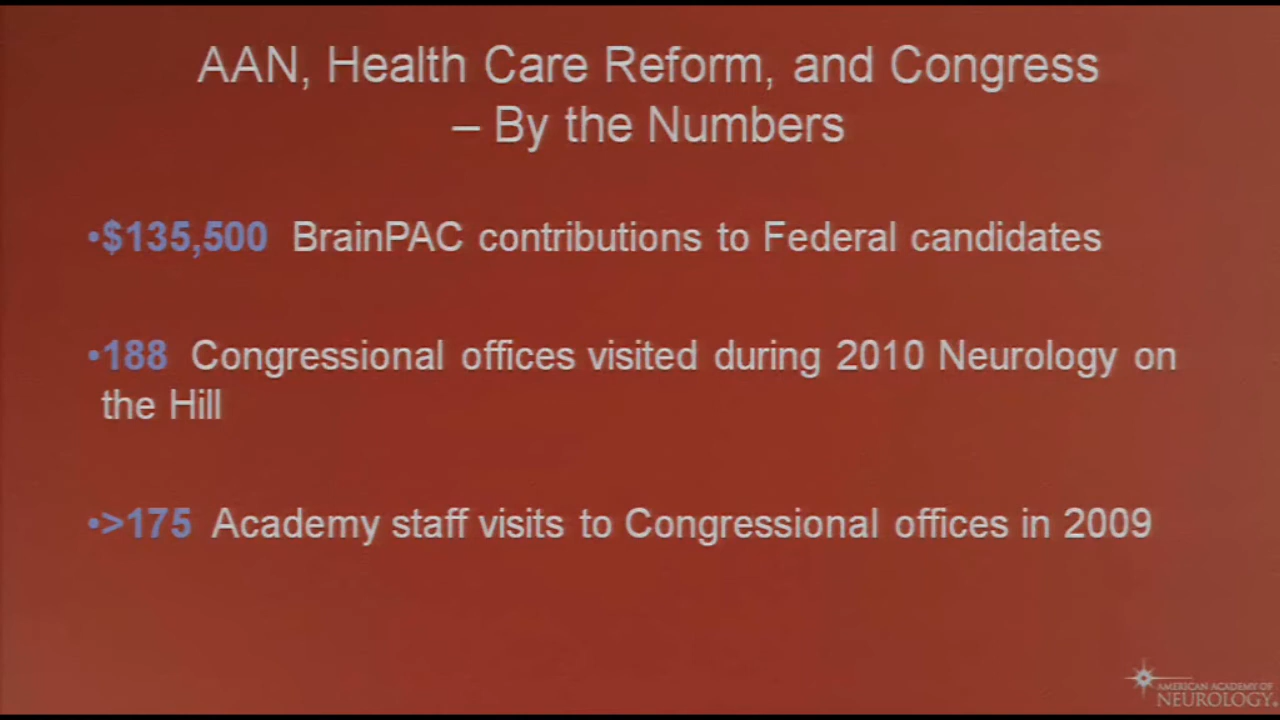 AAN, Health Care Reform, and Congress
– By the Numbers
•$135,500 BrainPAC contributions to Federal candidates
•188 Congressional offices visited during 2010 Neurology on
the Hill
•>175 Academy staff visits to Congressional offices in 2009
AMERICAN ACADEMY OF
NEUROLOGY®